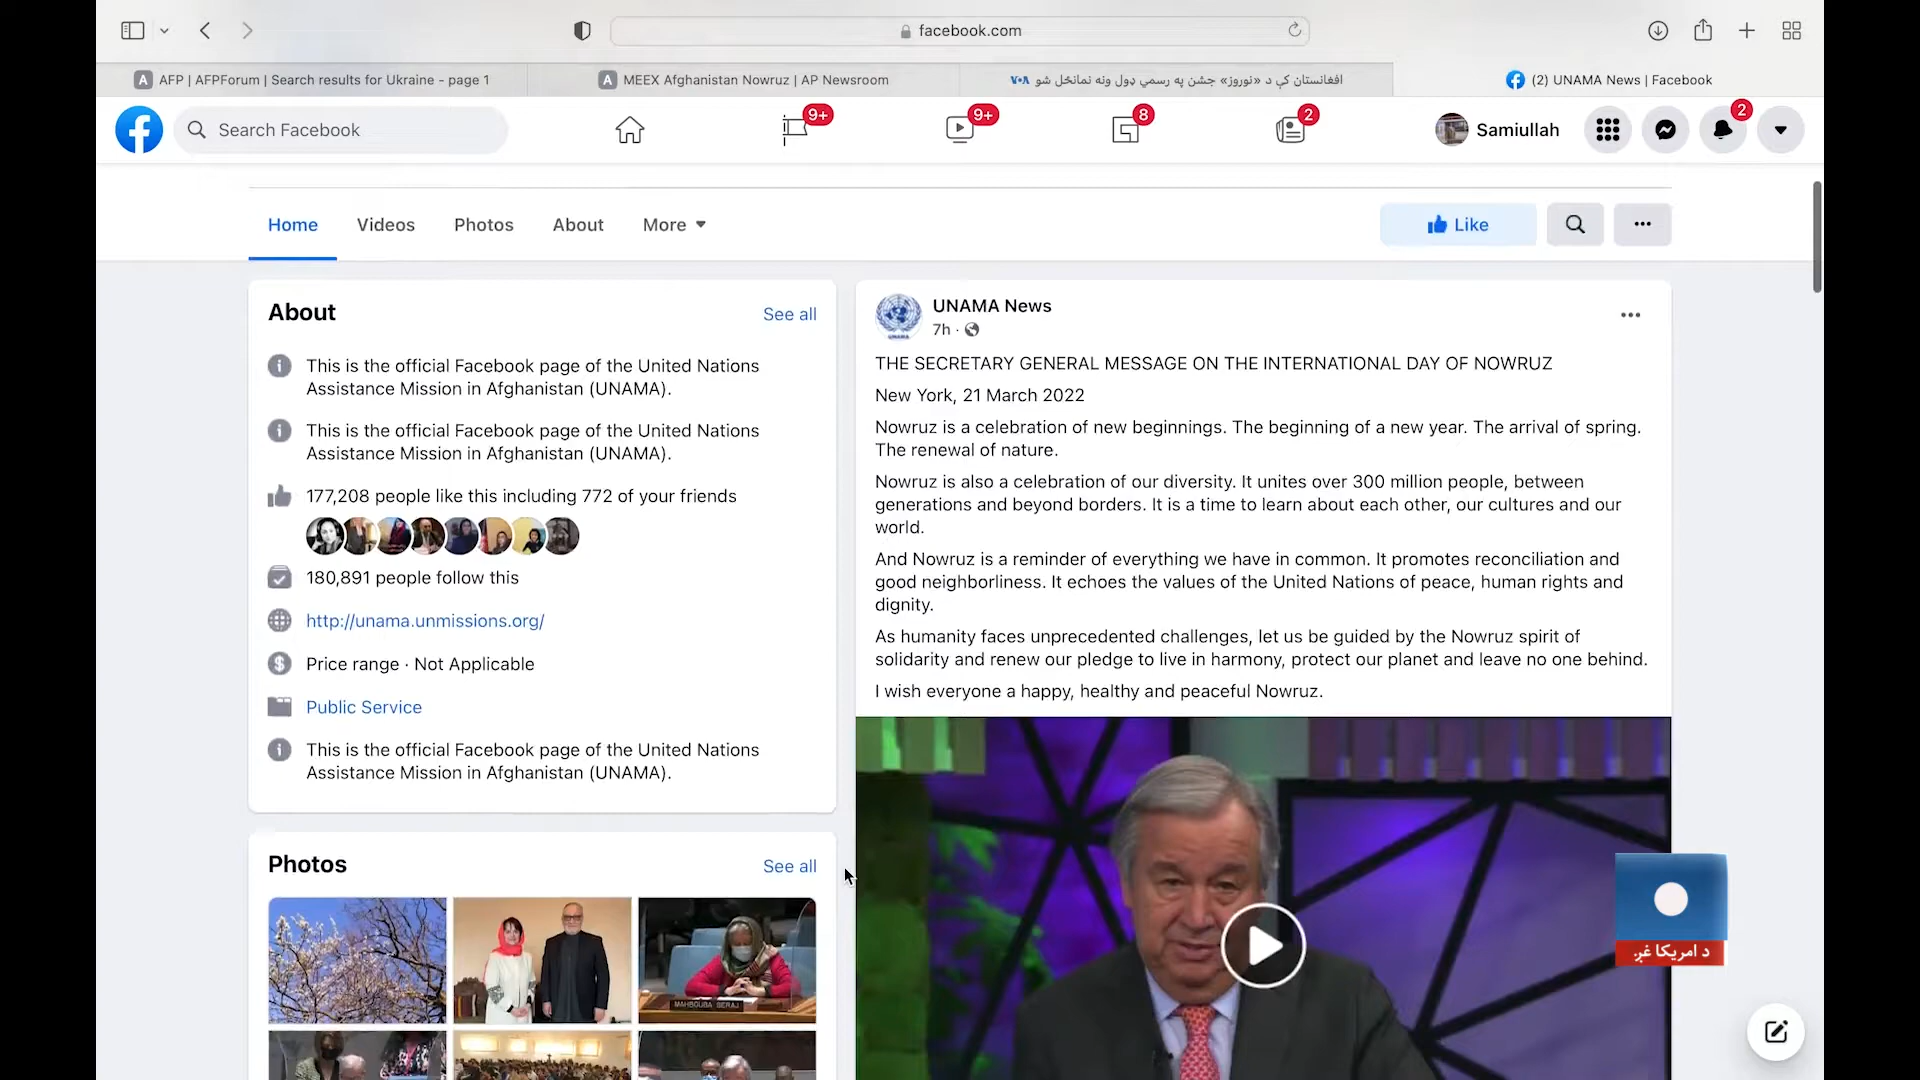 facebook.com
AFP | AFPForum | Search results for Ukraine - page 1
MEEX Afghanistan Nowruz | AP Newsroom
VOA افغانستان کې د «نوروز» جشن په رسمي ډول ونه نمانځل شو
(2) UNAMA News | Facebook
Search Facebook
9+
9+
8
2
Samiullah
2
Home
Videos
Photos
About
More
Like
About
See all
This is the official Facebook page of the United Nations
Assistance Mission in Afghanistan (UNAMA).
This is the official Facebook page of the United Nations
Assistance Mission in Afghanistan (UNAMA).
177,208 people like this including 772 of your friends
180,891 people follow this
http://unama.unmissions.org/
Price range · Not Applicable
Public Service
This is the official Facebook page of the United Nations
Assistance Mission in Afghanistan (UNAMA).
Photos
See all
MAHBOUBA SERAJ
UNAMA
UNAMA News
7h ·
THE SECRETARY GENERAL MESSAGE ON THE INTERNATIONAL DAY OF NOWRUZ
New York, 21 March 2022
Nowruz is a celebration of new beginnings. The beginning of a new year. The arrival of spring.
The renewal of nature.
Nowruz is also a celebration of our diversity. It unites over 300 million people, between
generations and beyond borders. It is a time to learn about each other, our cultures and our
world.
And Nowruz is a reminder of everything we have in common. It promotes reconciliation and
good neighborliness. It echoes the values of the United Nations of peace, human rights and
dignity.
As humanity faces unprecedented challenges, let us be guided by the Nowruz spirit of
solidarity and renew our pledge to live in harmony, protect our planet and leave no one behind.
I wish everyone a happy, healthy and peaceful Nowruz.
د امریکا غږ